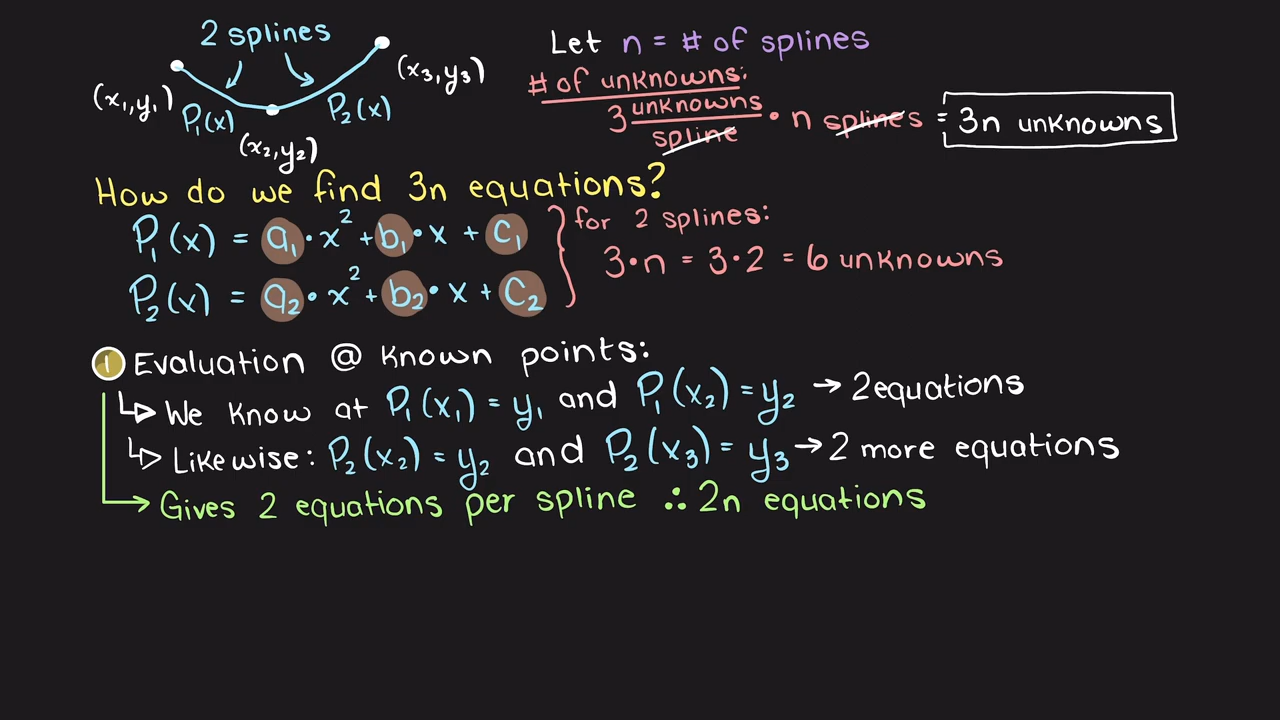 2 splines
(x₁,y₁)
P₁(x)
(x₂,y₂)
P₂(x)
(x₃,y₃)
Let n = # of splines
# of unknowns:
3 unknowns/spline • n splines = 3n unknowns
How do we find 3n equations?
P₁(x) = a₁•x² + b₁•x + c₁
P₂(x) = a₂•x² + b₂•x + c₂
for 2 splines:
3•n = 3•2 = 6 unknowns
1 Evaluation @ known points:
We know at P₁(x₁) = y₁ and P₁(x₂) = y₂ → 2 equations
Likewise: P₂(x₂) = y₂ and P₂(x₃) = y₃ → 2 more equations
Gives 2 equations per spline ∴ 2n equations